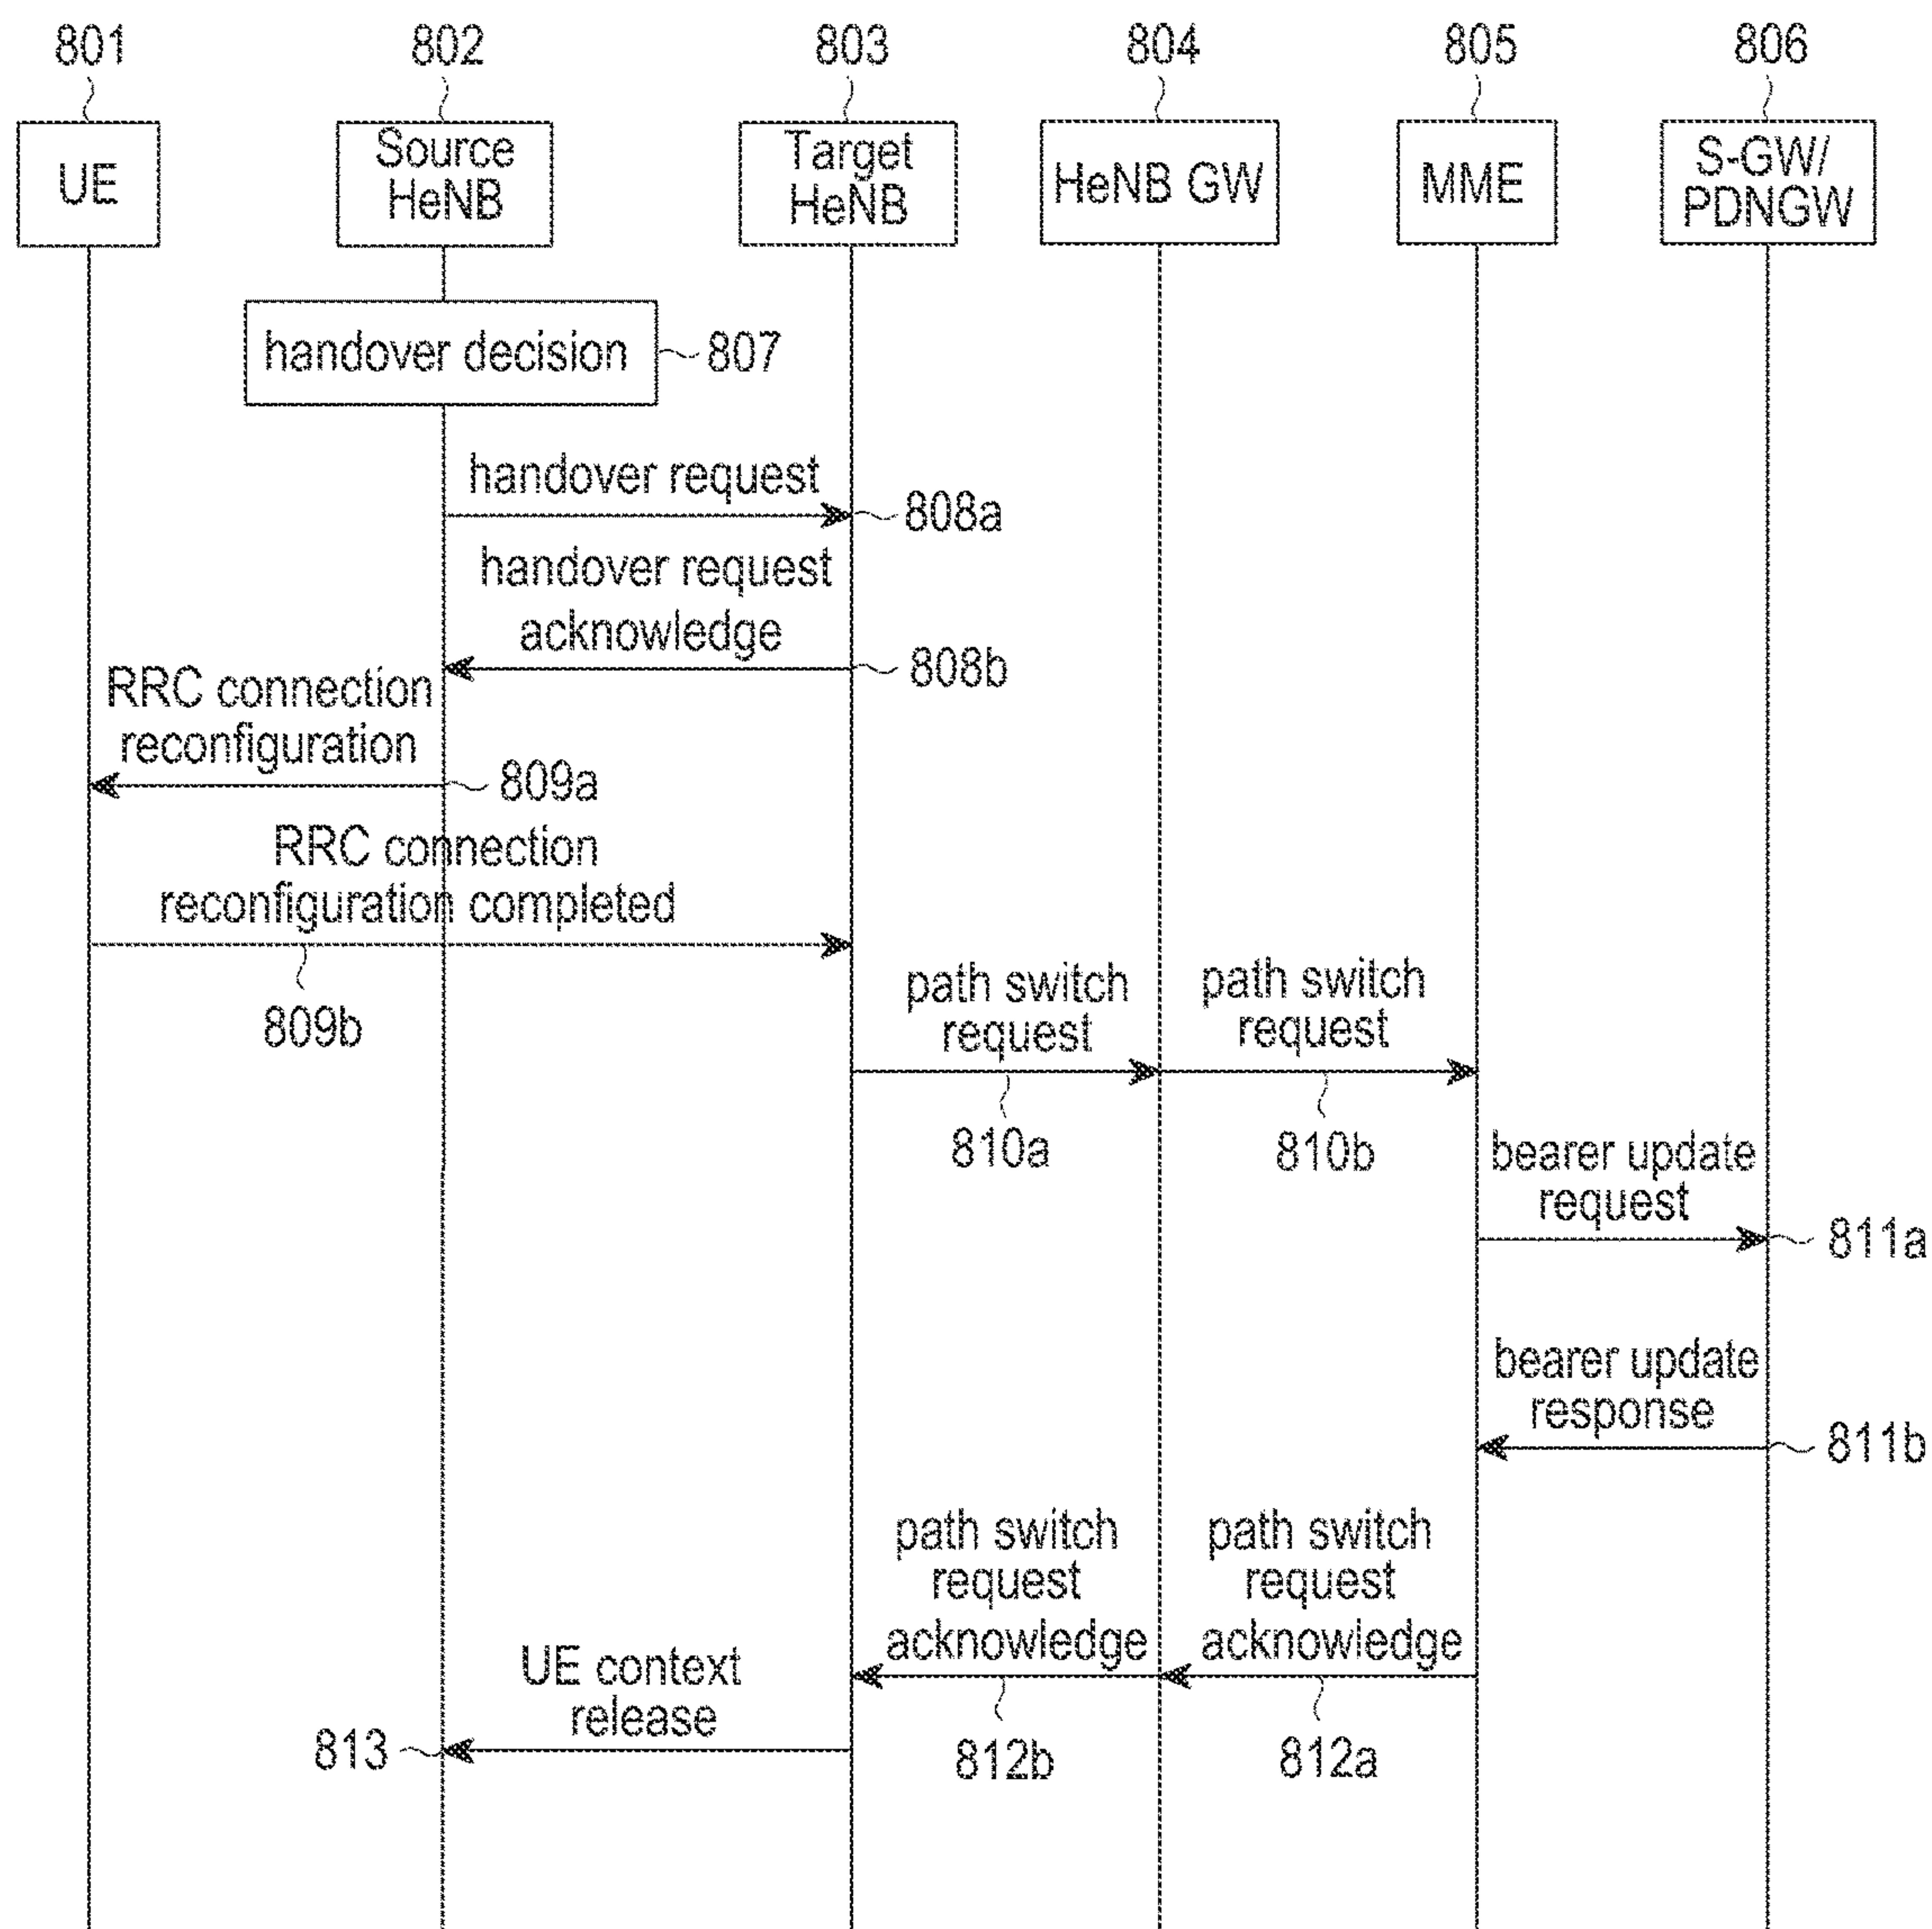 801
802
803
804
805
806
UE
Source
HeNB
Target
HeNB
HeNB GW
MME
S-GW/
PDNGW
handover decision
807
handover request
808a
handover request
acknowledge
808b
RRC connection
reconfiguration
809a
RRC connection
reconfiguration completed
809b
path switch
request
810a
path switch
request
810b
bearer update
request
811a
bearer update
response
811b
path switch
request
acknowledge
812b
path switch
request
acknowledge
812a
UE context
release
813